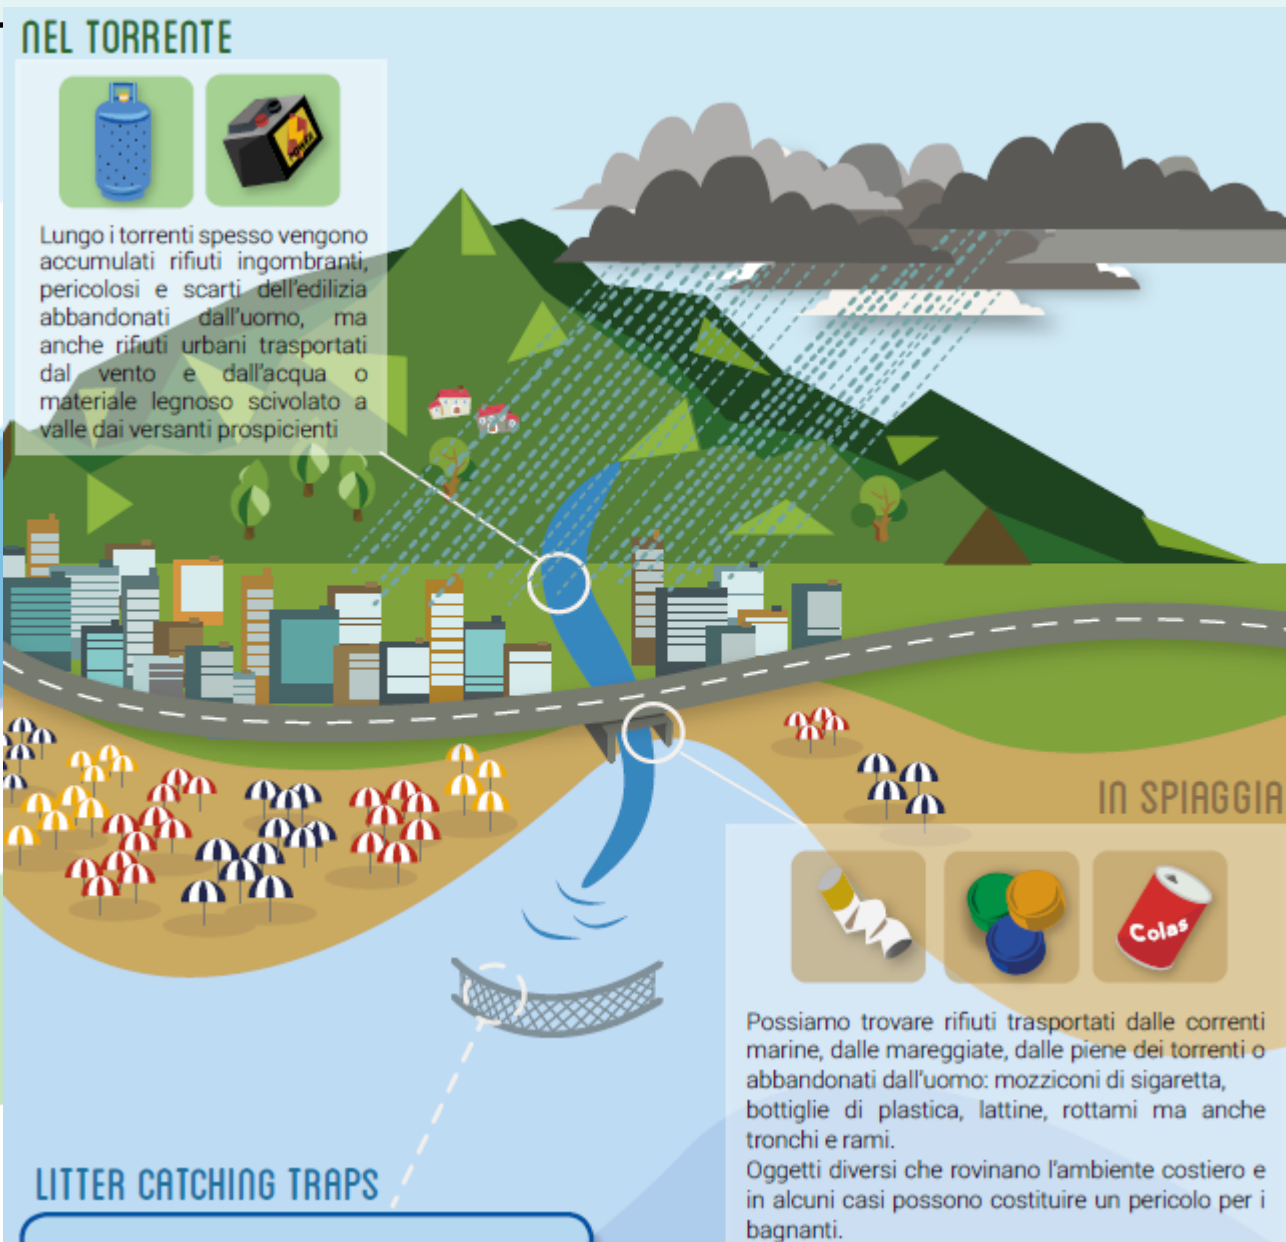 NEL TORRENTE
Lungo i torrenti spesso vengono
accumulati rifiuti ingombranti,
pericolosi e scarti dell'edilizia
abbandonati dall'uomo, ma
anche rifiuti urbani trasportati
dal vento e dall'acqua o
materiale legnoso scivolato a
valle dai versanti prospicienti
IN SPIAGGIA
Colas
Possiamo trovare rifiuti trasportati dalle correnti
marine, dalle mareggiate, dalle piene dei torrenti o
abbandonati dall'uomo: mozziconi di sigaretta,
bottiglie di plastica, lattine, rottami ma anche
tronchi e rami.
Oggetti diversi che rovinano l'ambiente costiero e
in alcuni casi possono costituire un pericolo per i
bagnanti.
LITTER CATCHING TRAPS